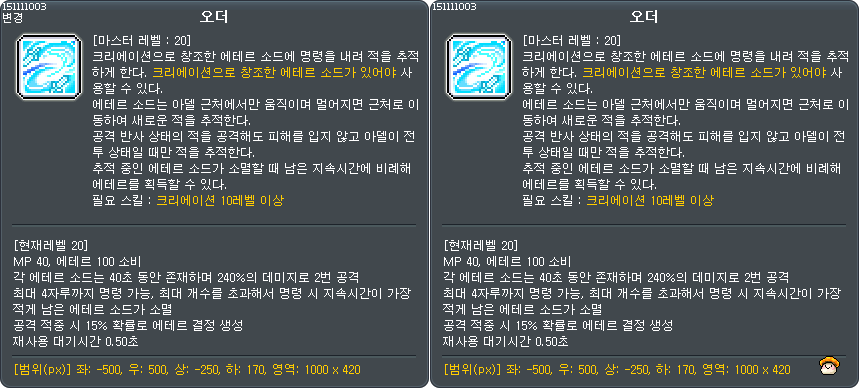 151111003
변경
오더
[마스터 레벨 : 20]
크리에이션으로 창조한 에테르 소드에 명령을 내려 적을 추적
하게 한다. 크리에이션으로 창조한 에테르 소드가 있어야 사
용할 수 있다.
에테르 소드는 아델 근처에서만 움직이며 멀어지면 근처로 이
동하여 새로운 적을 추적한다.
공격 반사 상태의 적을 공격해도 피해를 입지 않고 아델이 전
투 상태일 때만 적을 추적한다.
추적 중인 에테르 소드가 소멸할 때 남은 지속시간에 비례해
에테르를 획득할 수 있다.
필요 스킬 : 크리에이션 10레벨 이상
[현재레벨 20]
MP 40, 에테르 100 소비
각 에테르 소드는 40초 동안 존재하며 240%의 데미지로 2번 공격
최대 4자루까지 명령 가능, 최대 개수를 초과해서 명령 시 지속시간이 가장
적게 남은 에테르 소드가 소멸
공격 적중 시 15% 확률로 에테르 결정 생성
재사용 대기시간 0.50초
[범위(px)] 좌: -500, 우: 500, 상: -250, 하: 170, 영역: 1000 x 420
151111003
오더
[마스터 레벨 : 20]
크리에이션으로 창조한 에테르 소드에 명령을 내려 적을 추적
하게 한다. 크리에이션으로 창조한 에테르 소드가 있어야 사
용할 수 있다.
에테르 소드는 아델 근처에서만 움직이며 멀어지면 근처로 이
동하여 새로운 적을 추적한다.
공격 반사 상태의 적을 공격해도 피해를 입지 않고 아델이 전
투 상태일 때만 적을 추적한다.
추적 중인 에테르 소드가 소멸할 때 남은 지속시간에 비례해
에테르를 획득할 수 있다.
필요 스킬 : 크리에이션 10레벨 이상
[현재레벨 20]
MP 40, 에테르 100 소비
각 에테르 소드는 40초 동안 존재하며 240%의 데미지로 2번 공격
최대 4자루까지 명령 가능, 최대 개수를 초과해서 명령 시 지속시간이 가장
적게 남은 에테르 소드가 소멸
공격 적중 시 15% 확률로 에테르 결정 생성
재사용 대기시간 0.50초
[범위(px)] 좌: -500, 우: 500, 상: -250, 하: 170, 영역: 1000 x 420